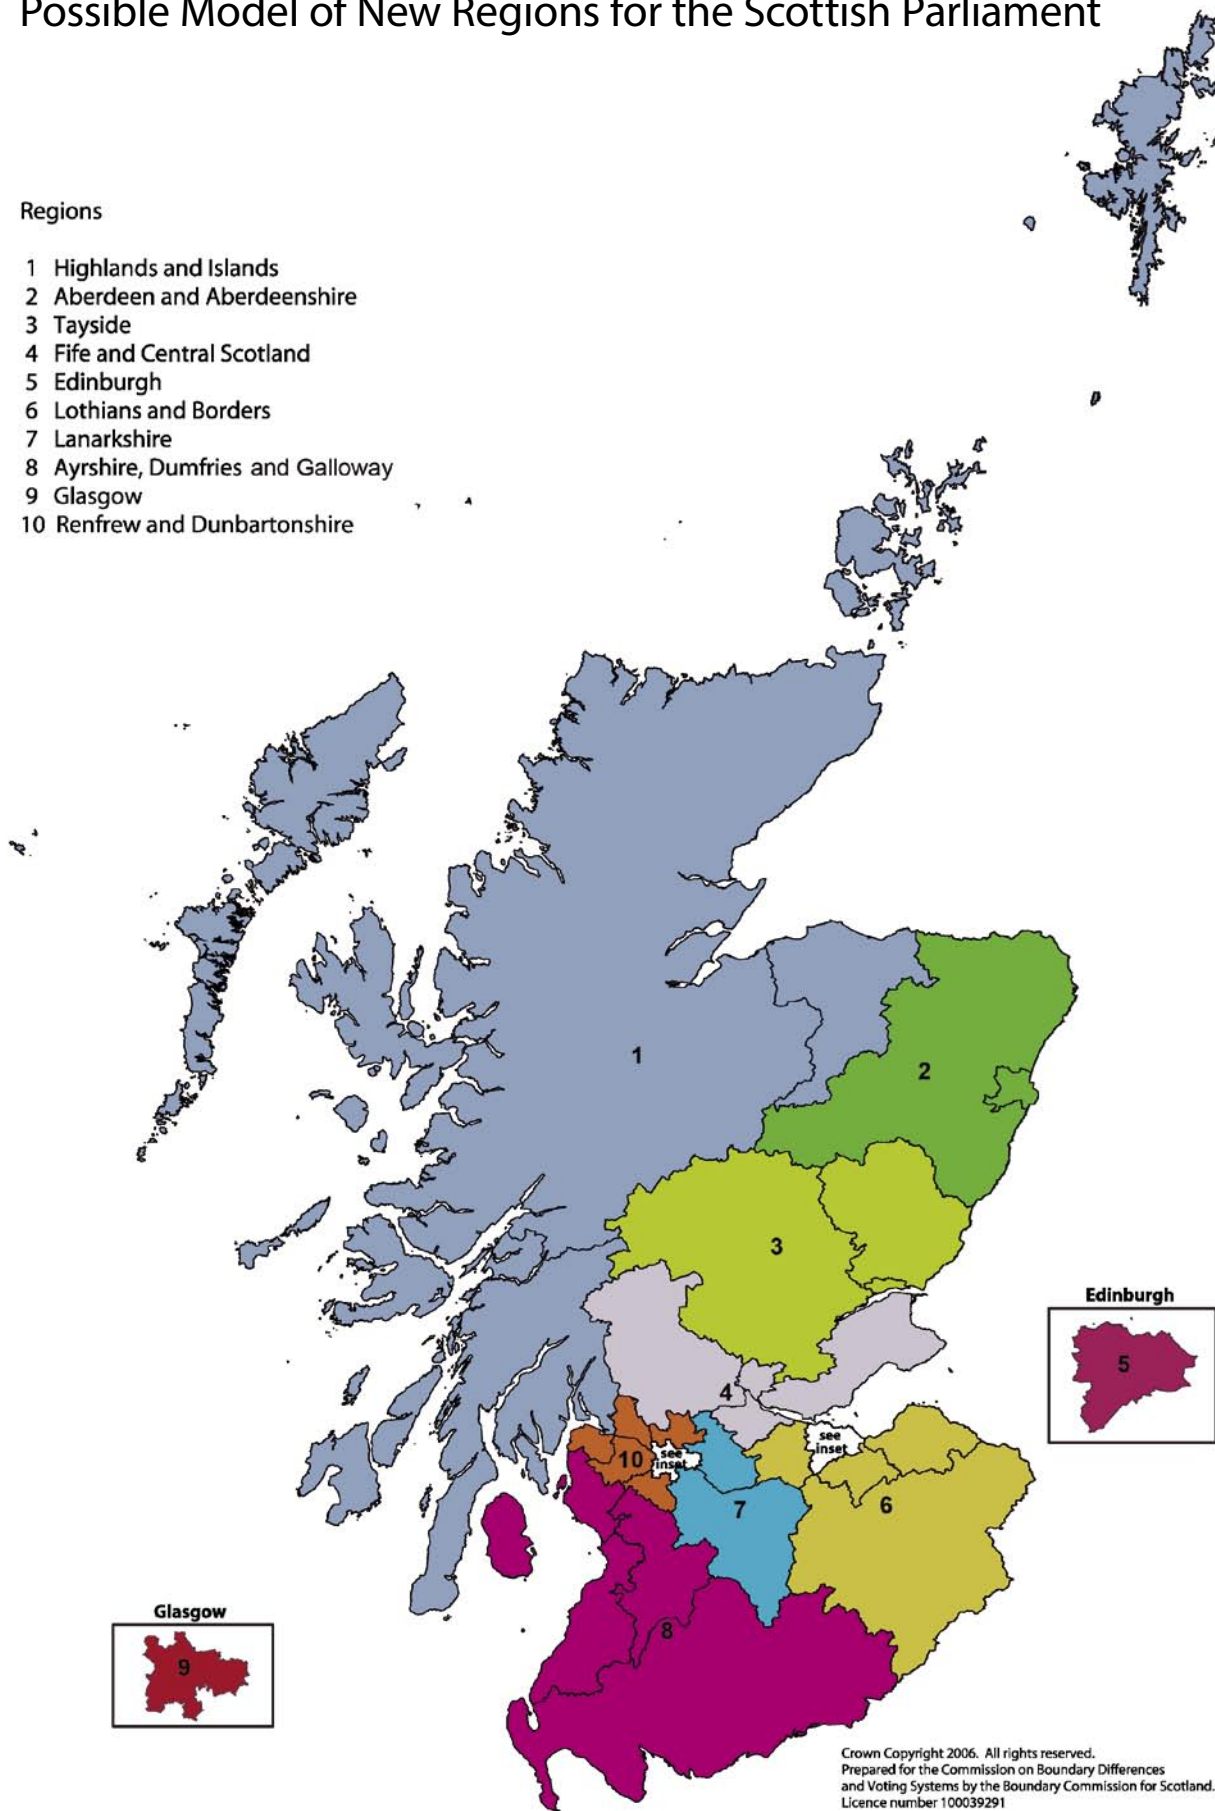 Possible Model of New Regions for the Scottish Parliament
Regions
1 Highlands and Islands
2 Aberdeen and Aberdeenshire
3 Tayside
4 Fife and Central Scotland
5 Edinburgh
6 Lothians and Borders
7 Lanarkshire
8 Ayrshire, Dumfries and Galloway
9 Glasgow
10 Renfrew and Dunbartonshire
1
2
3
Edinburgh
5
4
see
inset
10
see
inset
6
7
8
Glasgow
9
Crown Copyright 2006. All rights reserved.
Prepared for the Commission on Boundary Differences
and Voting Systems by the Boundary Commission for Scotland.
Licence number 100039291